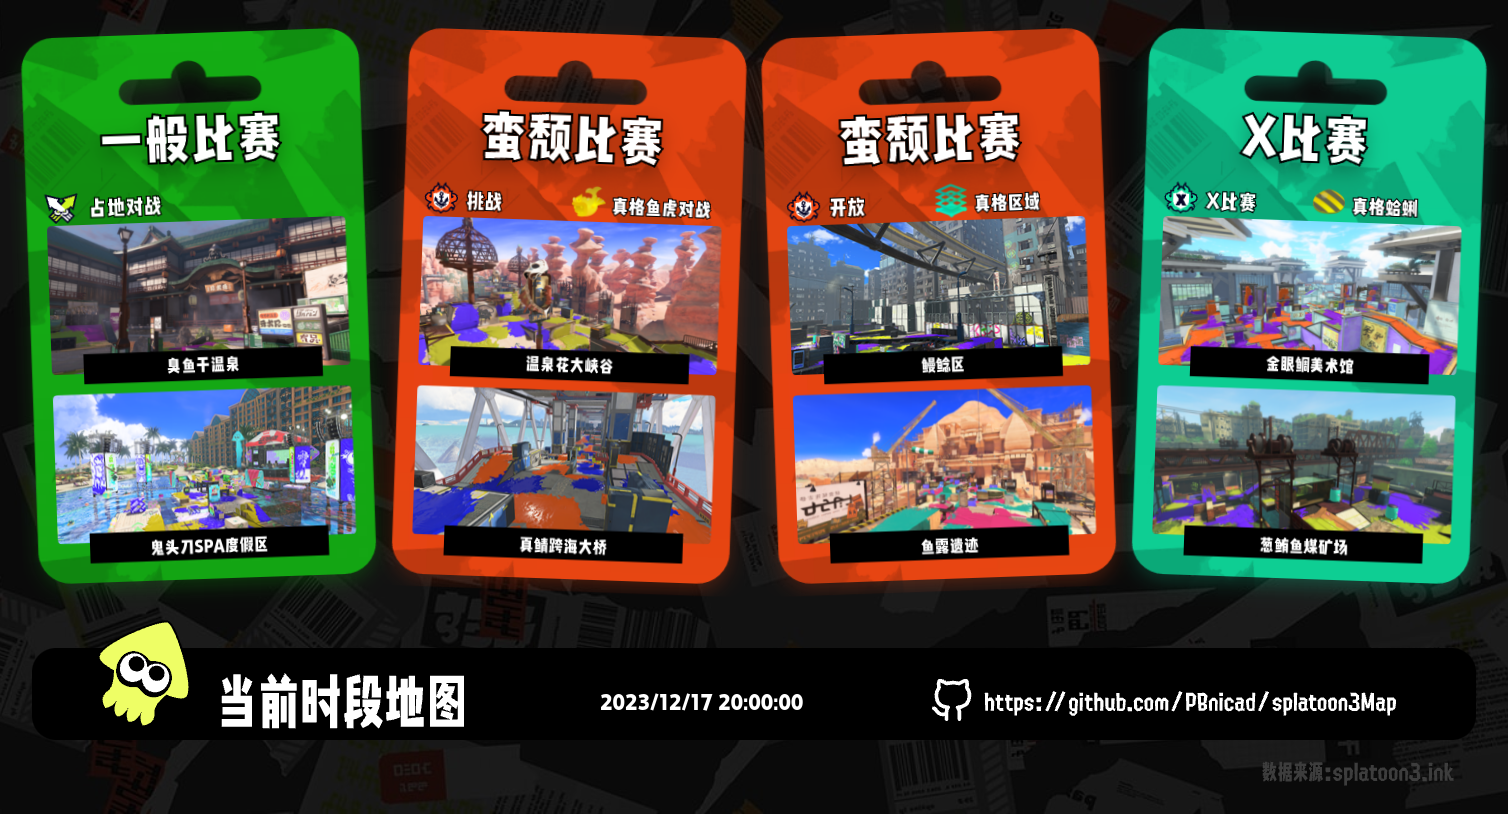 一般比赛
占地对战
臭鱼干温泉
鬼头刀SPA度假区
蛮颓比赛
挑战
真格鱼虎对战
温泉花大峡谷
真鲭跨海大桥
蛮颓比赛
开放
真格区域
鳗鲶区
鱼露遗迹
X比赛
X比赛
真格蛤蜊
金眼鲷美术馆
葱鲔鱼煤矿场
当前时段地图
2023/12/17 20:00:00
https://github.com/PBnicad/splatoon3Map
数据来源:splatoon3.ink